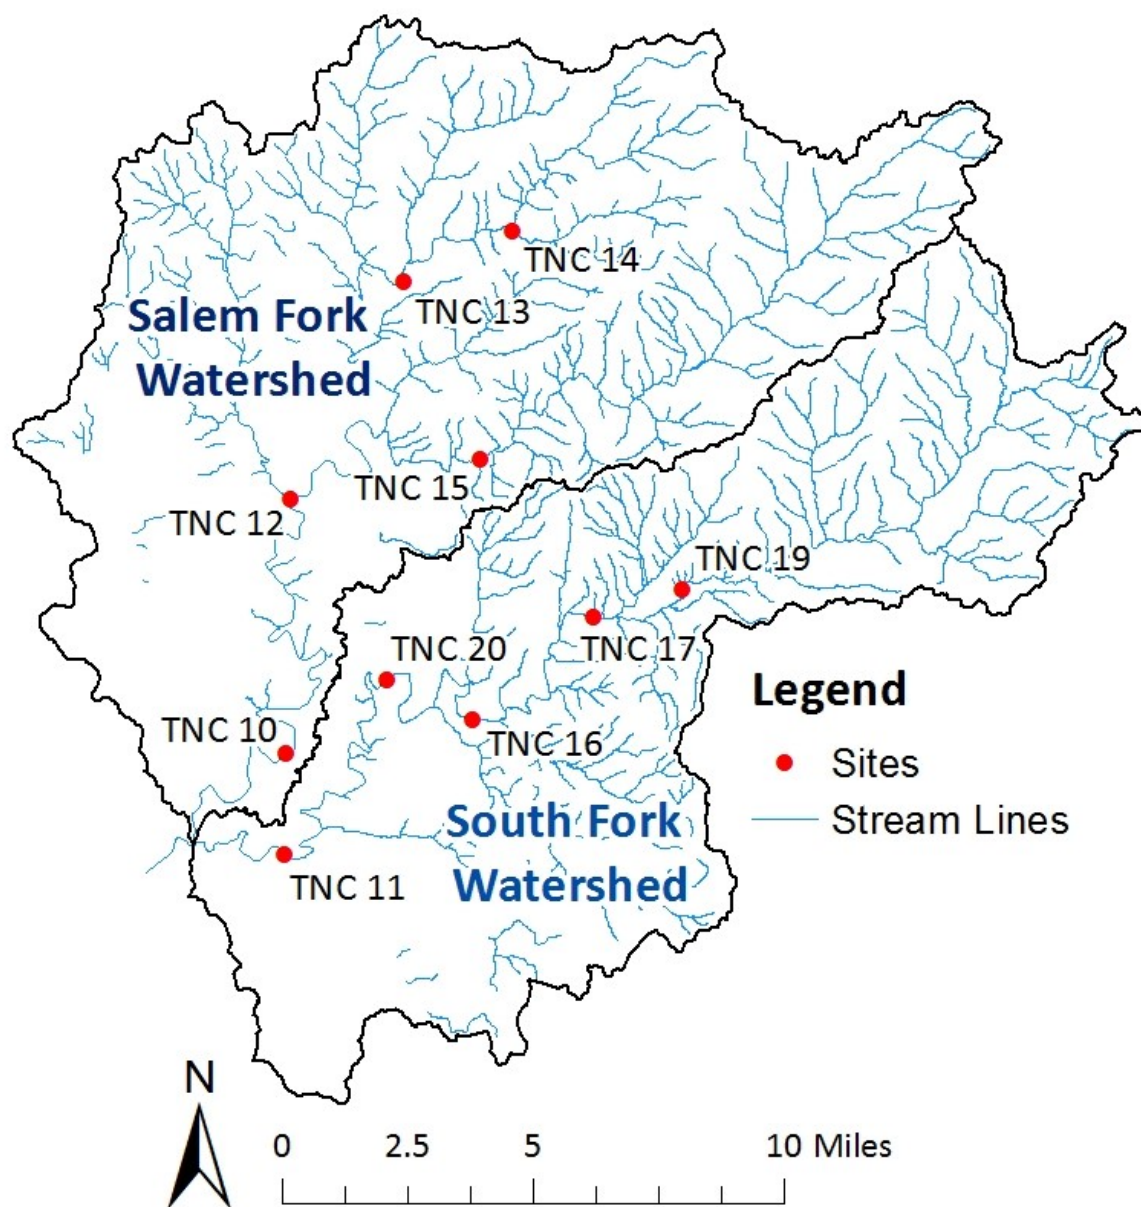 TNC 14
TNC 13
Salem Fork
Watershed
TNC 15
TNC 12
TNC 19
TNC 20
TNC 17
TNC 10
TNC 16
Legend
Sites
Stream Lines
South Fork
Watershed
TNC 11
N
0 2.5 5 10 Miles